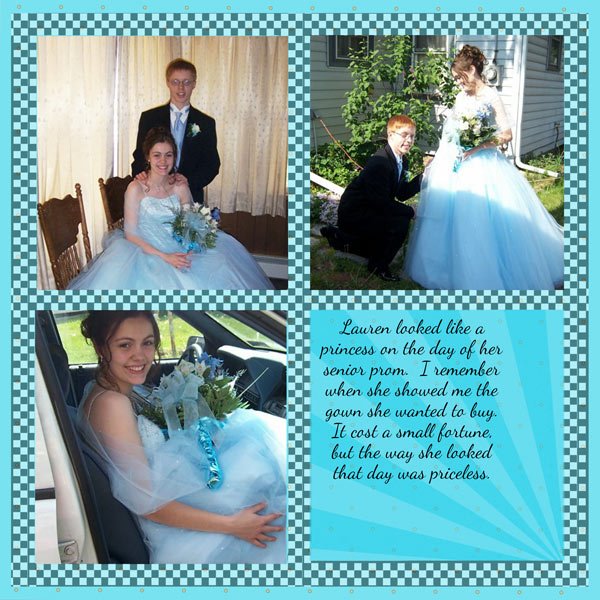 Lauren looked like a
princess on the day of her
senior prom. I remember
when she showed me the
gown she wanted to buy.
It cost a small fortune,
but the way she looked
that day was priceless.